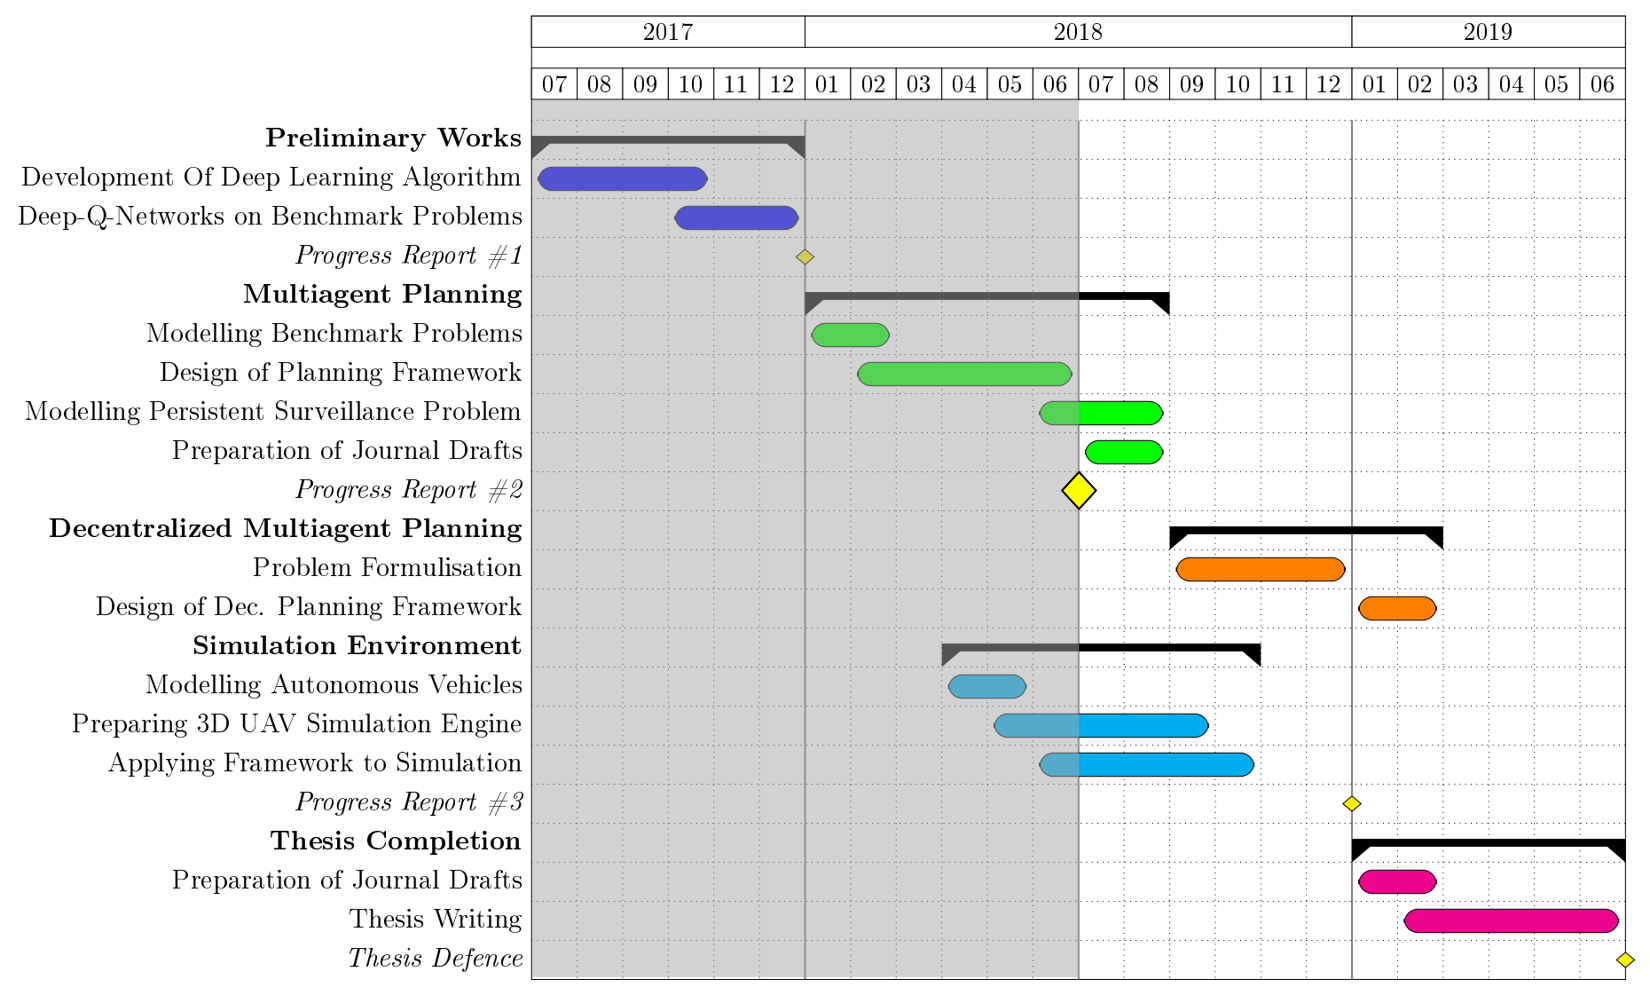 2017 2018 2019
07 08 09 10 11 12 01 02 03 04 05 06 07 08 09 10 11 12 01 02 03 04 05 06
Preliminary Works
Development Of Deep Learning Algorithm
Deep-Q-Networks on Benchmark Problems
Progress Report #1
Multiagent Planning
Modelling Benchmark Problems
Design of Planning Framework
Modelling Persistent Surveillance Problem
Preparation of Journal Drafts
Progress Report #2
Decentralized Multiagent Planning
Problem Formulisation
Design of Dec. Planning Framework
Simulation Environment
Modelling Autonomous Vehicles
Preparing 3D UAV Simulation Engine
Applying Framework to Simulation
Progress Report #3
Thesis Completion
Preparation of Journal Drafts
Thesis Writing
Thesis Defence